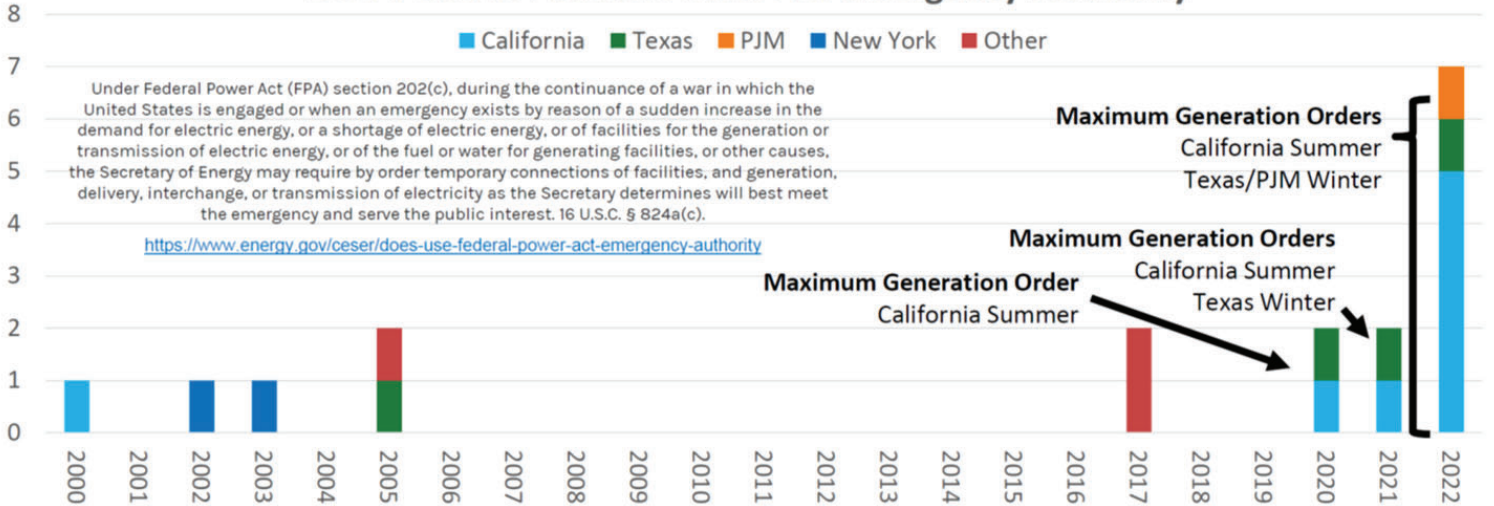 8
California Texas PJM New York Other
7
Under Federal Power Act (FPA) section 202(c), during the continuance of a war in which the
United States is engaged or when an emergency exists by reason of a sudden increase in the
demand for electric energy, or a shortage of electric energy, or of facilities for the generation or
transmission of electric energy, or of the fuel or water for generating facilities, or other causes,
the Secretary of Energy may require by order temporary connections of facilities, and generation,
delivery, interchange, or transmission of electricity as the Secretary determines will best meet
the emergency and serve the public interest. 16 U.S.C. § 824a(c).
https://www.energy.gov/ceser/does-use-federal-power-act-emergency-authority
Maximum Generation Orders
California Summer
Texas/PJM Winter
Maximum Generation Orders
California Summer
Texas Winter
Maximum Generation Order
California Summer
6
5
4
3
2
1
0
2000
2001
2002
2003
2004
2005
2006
2007
2008
2009
2010
2011
2012
2013
2014
2015
2016
2017
2018
2019
2020
2021
2022